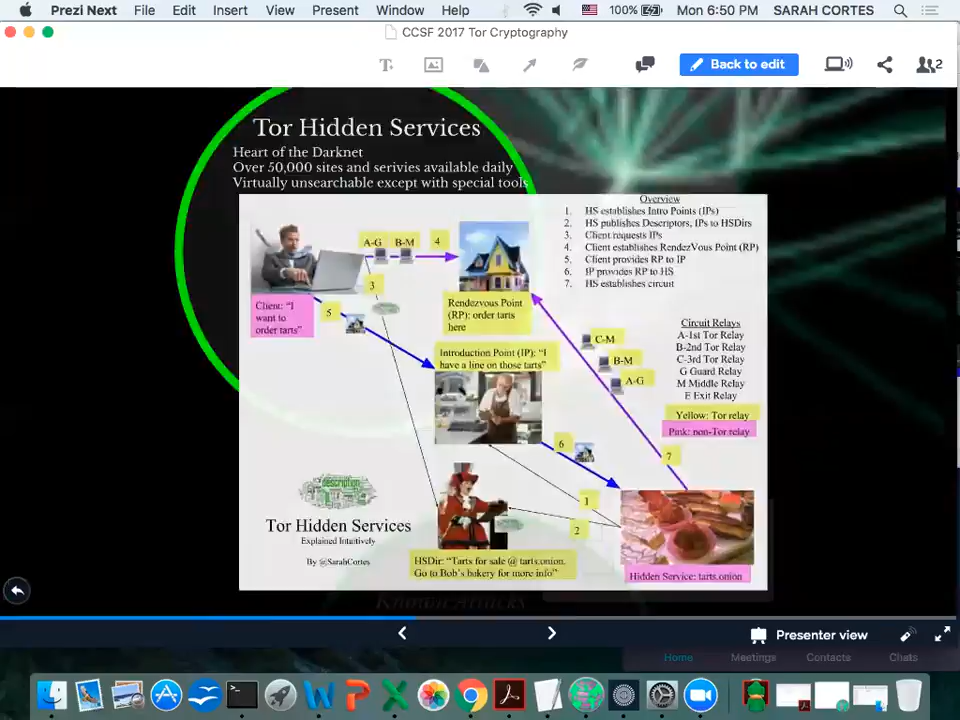 Prezi Next File Edit Insert View Present Window Help 100% Mon 6:50 PM SARAH CORTES
CCSF 2017 Tor Cryptography
Back to edit
2
Tor Hidden Services
Heart of the Darknet
Over 50,000 sites and serivies available daily
Virtually unsearchable except with special tools
Overview
1. HS establishes Intro Points (IPs)
2. HS publishes Descriptors, IPs to HSDirs
3. Client requests IPs
4. Client establishes RendezVous Point (RP)
5. Client provides RP to IP
6. IP provides RP to HS
7. HS establishes circuit
A-G B-M 4
3
Client: “I
want to
order tarts”
5
Rendezvous Point
(RP): order tarts
here
Introduction Point (IP): “I
have a line on those tarts”
C-M
B-M
A-G
Circuit Relays
A-1st Tor Relay
B-2nd Tor Relay
C-3rd Tor Relay
G Guard Relay
M Middle Relay
E Exit Relay
Yellow: Tor relay
Pink: non-Tor relay
6
7
1
2
description
Tor Hidden Services
Explained Intuitively
By @SarahCortes
HSDir: “Tarts for sale @ tarts.onion.
Go to Bob’s bakery for more info”
Hidden Service: tarts.onion
Known Attacks
Presenter view
Home Meetings Contacts Chats